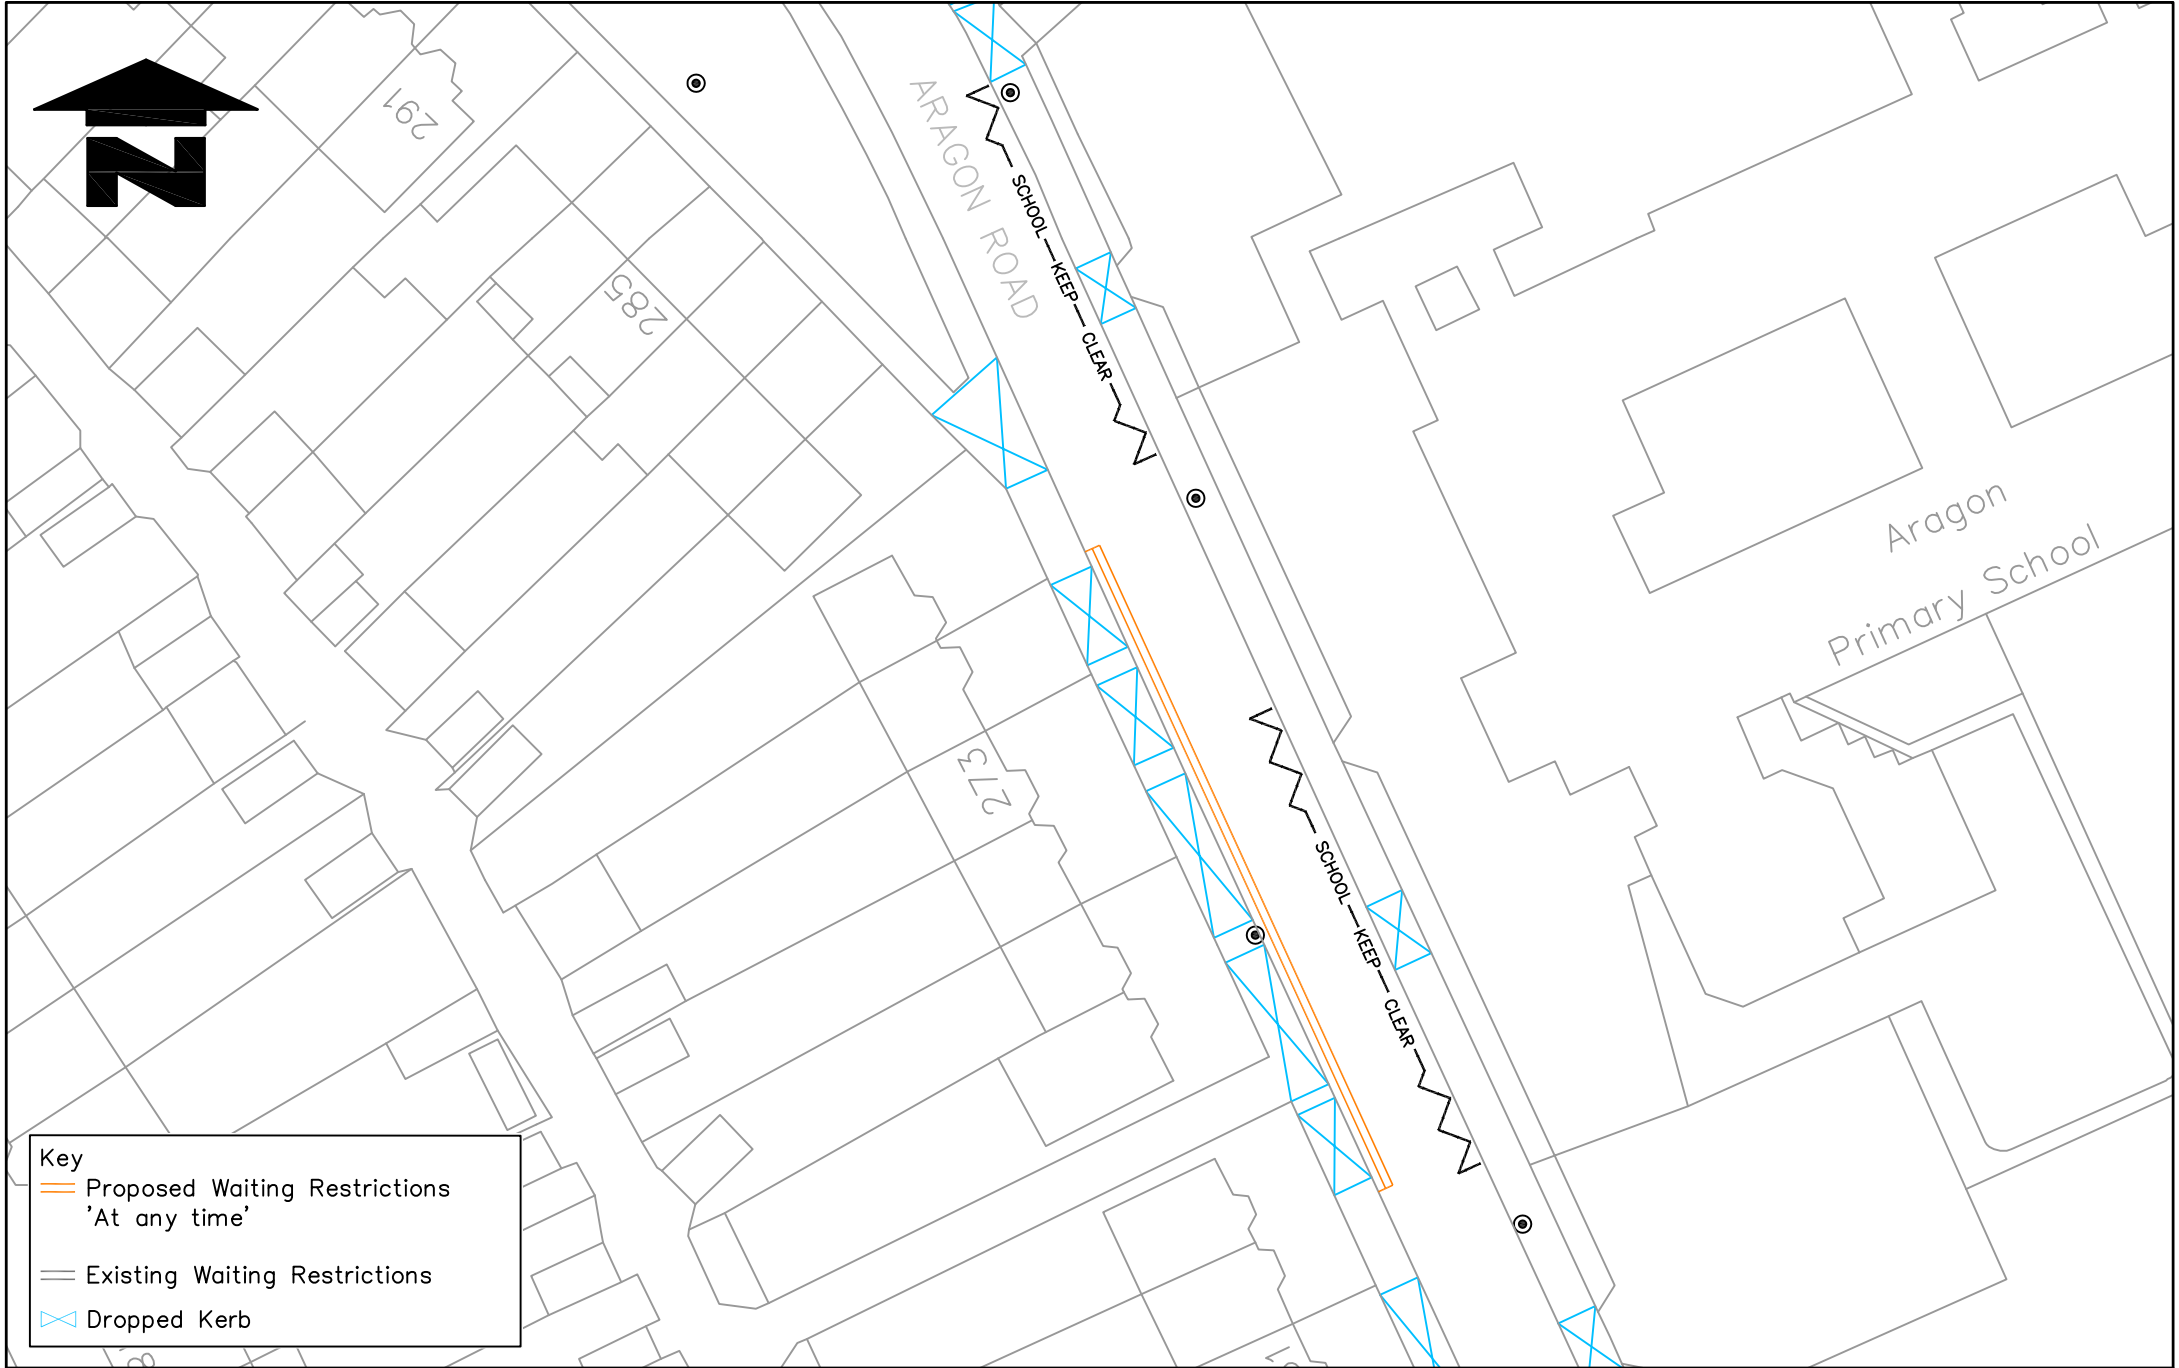 N
291
285
273
ARAGON ROAD
SCHOOL KEEP CLEAR
SCHOOL KEEP CLEAR
Aragon
Primary School
Key
Proposed Waiting Restrictions
'At any time'
Existing Waiting Restrictions
Dropped Kerb